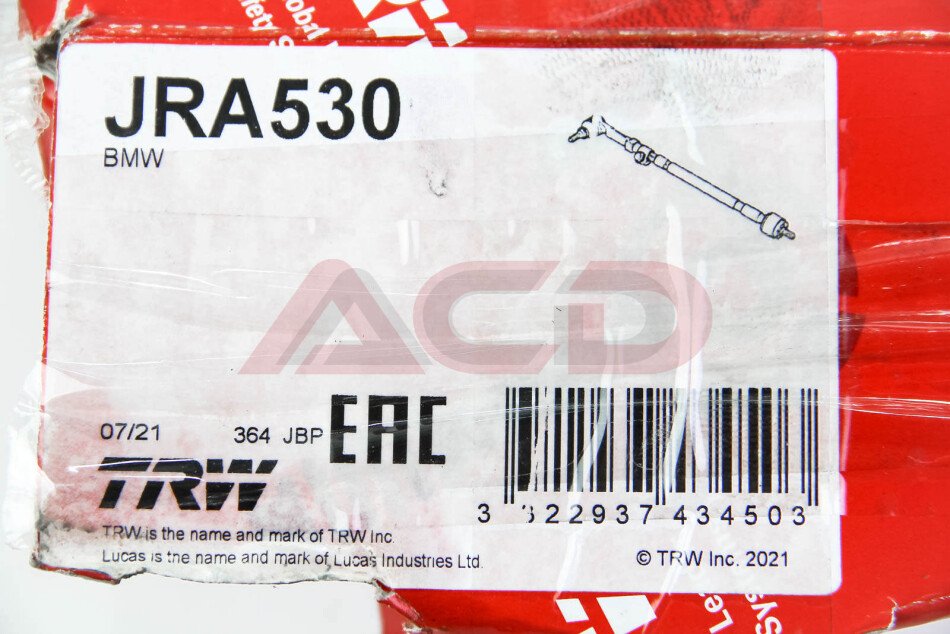 JRA530
BMW
ACD
07/21 364 JBP EAC
TRW
TRW is the name and mark of TRW Inc.
Lucas is the name and mark of Lucas Industries Ltd.
3 322937 434503
© TRW Inc. 2021